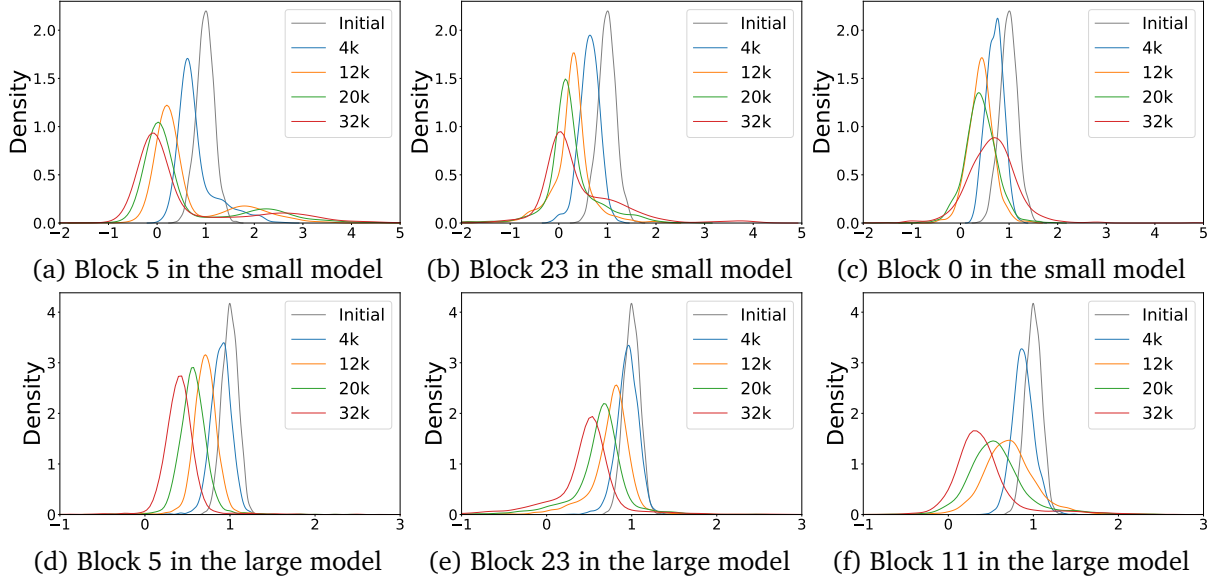 Density
2.0
1.5
1.0
0.5
0.0
−2 −1 0 1 2 3 4 5
Initial
4k
12k
20k
32k
(a) Block 5 in the small model
Density
2.0
1.5
1.0
0.5
0.0
−2 −1 0 1 2 3 4 5
Initial
4k
12k
20k
32k
(b) Block 23 in the small model
Density
2.0
1.5
1.0
0.5
0.0
−2 −1 0 1 2 3 4 5
Initial
4k
12k
20k
32k
(c) Block 0 in the small model
Density
4
3
2
1
0
−1 0 1 2 3
Initial
4k
12k
20k
32k
(d) Block 5 in the large model
Density
4
3
2
1
0
−1 0 1 2 3
Initial
4k
12k
20k
32k
(e) Block 23 in the large model
Density
4
3
2
1
0
−1 0 1 2 3
Initial
4k
12k
20k
32k
(f) Block 11 in the large model